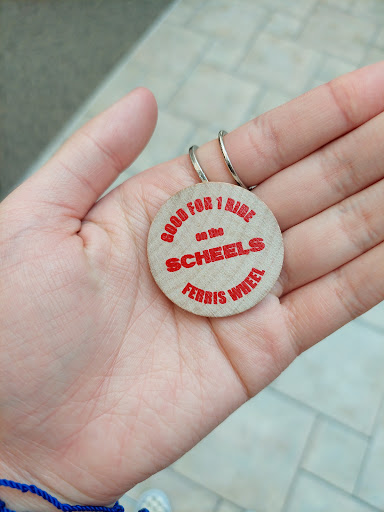 GOOD FOR 1 RIDE
on the
SCHEELS
FERRIS WHEEL